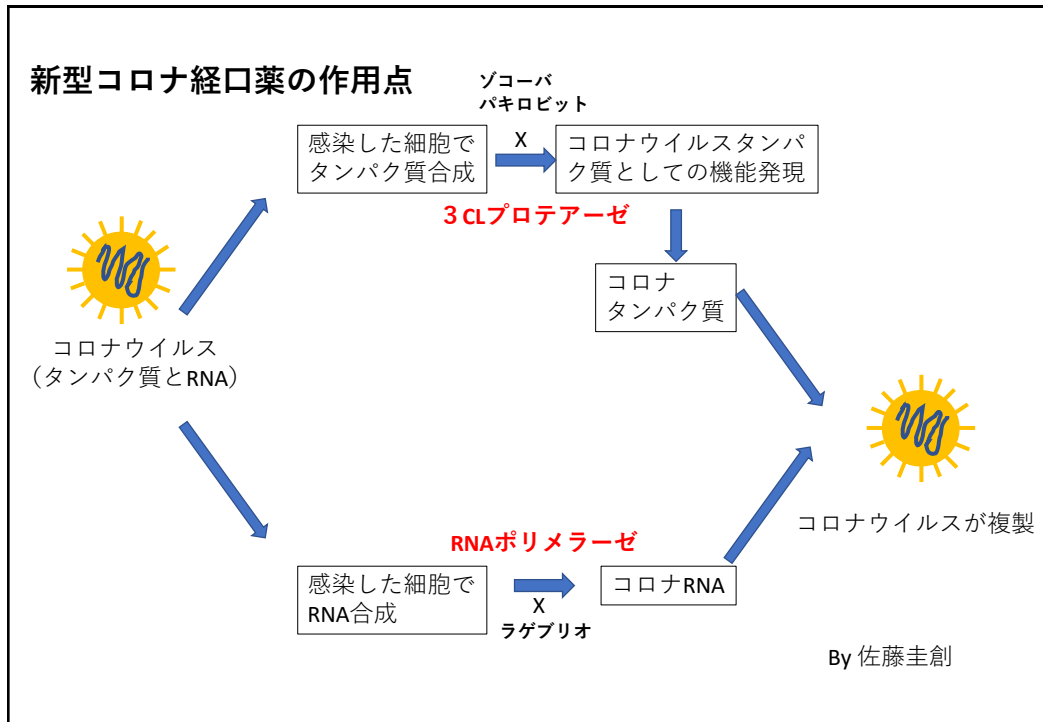 新型コロナ経口薬の作用点
ゾコーバ
パキロビット
X
感染した細胞で
タンパク質合成
コロナウイルスタンパ
ク質としての機能発現
３CLプロテアーゼ
コロナ
タンパク質
コロナウイルス
（タンパク質とRNA）
コロナウイルスが複製
RNAポリメラーゼ
感染した細胞で
RNA合成
X
ラゲブリオ
コロナRNA
By 佐藤圭創